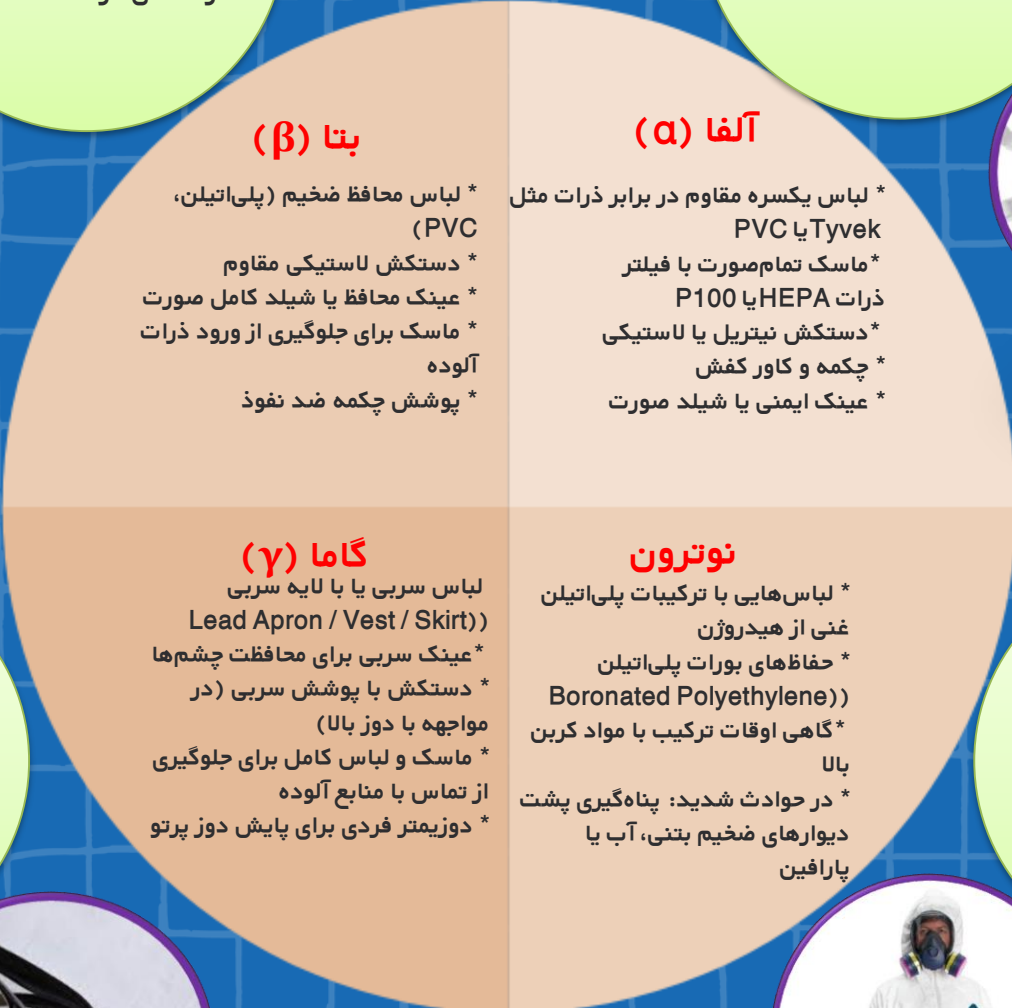 آلفا (α)
* لباس یکسره مقاوم در برابر ذرات مثل
Tyvek یا PVC
*ماسک تمام‌صورت با فیلتر
ذرات HEPA یا P100
*دستکش نیتریل یا لاستیکی
* چکمه و کاور کفش
* عینک ایمنی یا شیلد صورت
بتا (β)
* لباس محافظ ضخیم (پلی‌اتیلن،
PVC)
* دستکش لاستیکی مقاوم
* عینک محافظ یا شیلد کامل صورت
* ماسک برای جلوگیری از ورود ذرات
آلوده
* پوشش چکمه ضد نفوذ
نوترون
* لباس‌هایی با ترکیبات پلی‌اتیلن
غنی از هیدروژن
* حفاظ‌های بورات پلی‌اتیلن
Boronated Polyethylene))
*گاهی اوقات ترکیب با مواد کربن
بالا
* در حوادث شدید: پناه‌گیری پشت
دیوارهای ضخیم بتنی، آب یا
پارافین
گاما (γ)
لباس سربی یا با لایه سربی
Lead Apron / Vest / Skirt))
*عینک سربی برای محافظت چشم‌ها
* دستکش با پوشش سربی (در
مواجهه با دوز بالا)
* ماسک و لباس کامل برای جلوگیری
از تماس با منابع آلوده
* دوزیمتر فردی برای پایش دوز پرتو